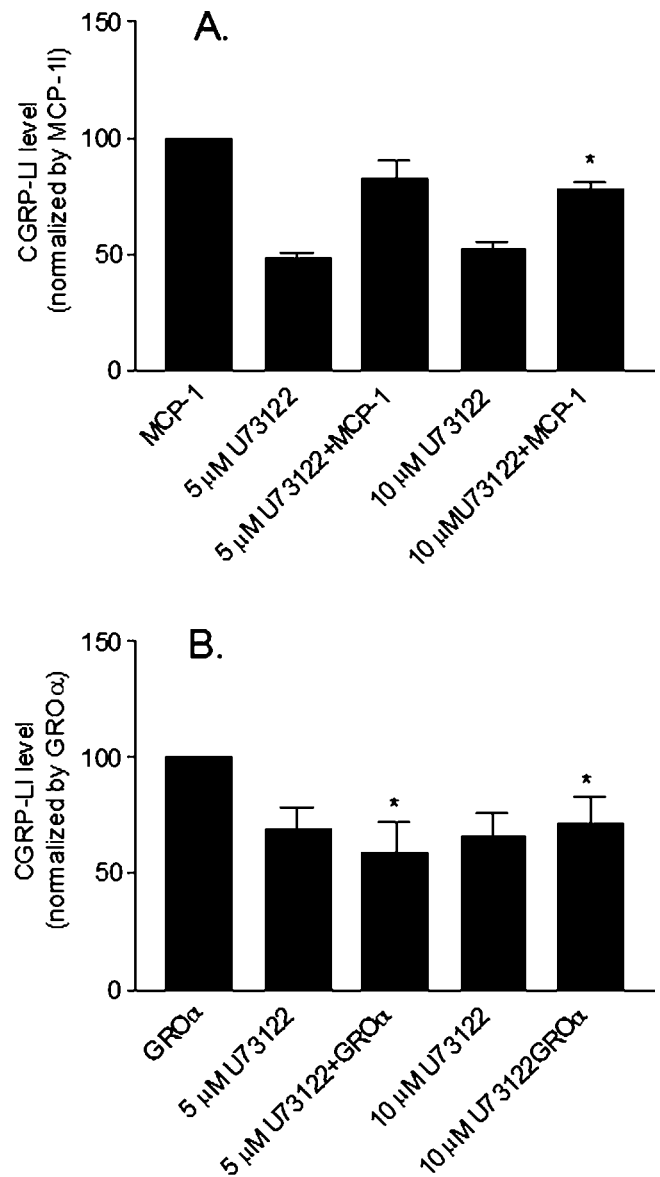 A.
CGRP-LI level
(normalized by MCP-1I)
150
100
50
0
*
MCP-1
5 μM U73122
5 μM U73122+MCP-1
10 μM U73122
10 μMU73122+MCP-1
B.
CGRP-LI level
(normalized by GROα)
150
100
50
0
*
*
GROα
5 μM U73122
5 μM U73122+GROα
10 μM U73122
10 μM U73122GROα